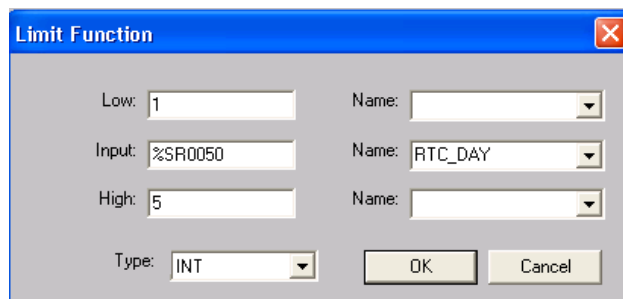 Limit Function
Low: 1 Name:
Input: %SR0050 Name: RTC_DAY
High: 5 Name:
Type: INT OK Cancel